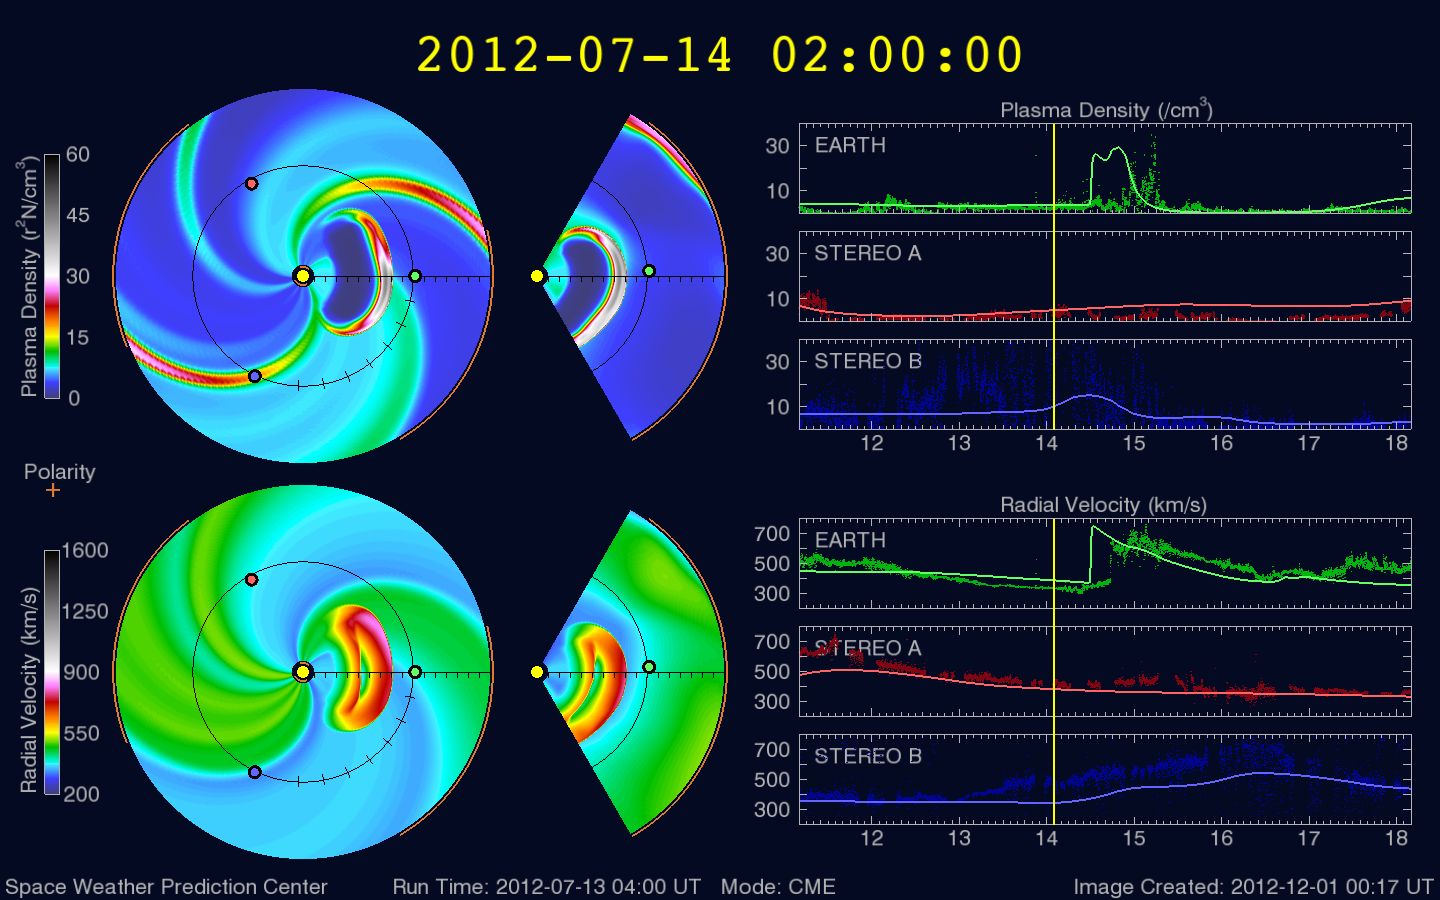 2012-07-14 02:00:00
Plasma Density (r²N/cm³)
60
45
30
15
0
Plasma Density (/cm³)
EARTH
30
10
STEREO A
30
10
STEREO B
30
10
12 13 14 15 16 17 18
Polarity
+
Radial Velocity (km/s)
1600
1250
900
550
200
Radial Velocity (km/s)
EARTH
700
500
300
STEREO A
700
500
300
STEREO B
700
500
300
12 13 14 15 16 17 18
Space Weather Prediction Center Run Time: 2012-07-13 04:00 UT Mode: CME Image Created: 2012-12-01 00:17 UT